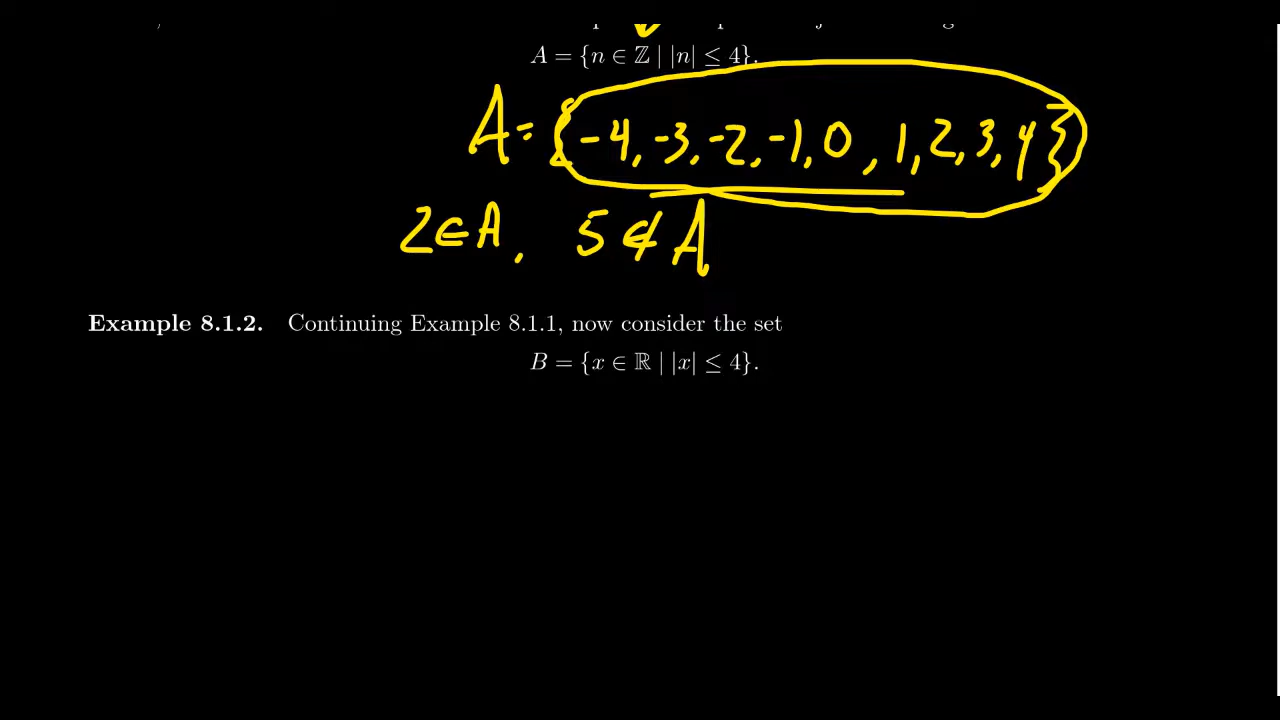 A = {n ∈ ℤ | |n| ≤ 4}.
A = {-4, -3, -2, -1, 0, 1, 2, 3, 4}
2 ∈ A, 5 ∉ A
Example 8.1.2. Continuing Example 8.1.1, now consider the set
B = {x ∈ ℝ | |x| ≤ 4}.